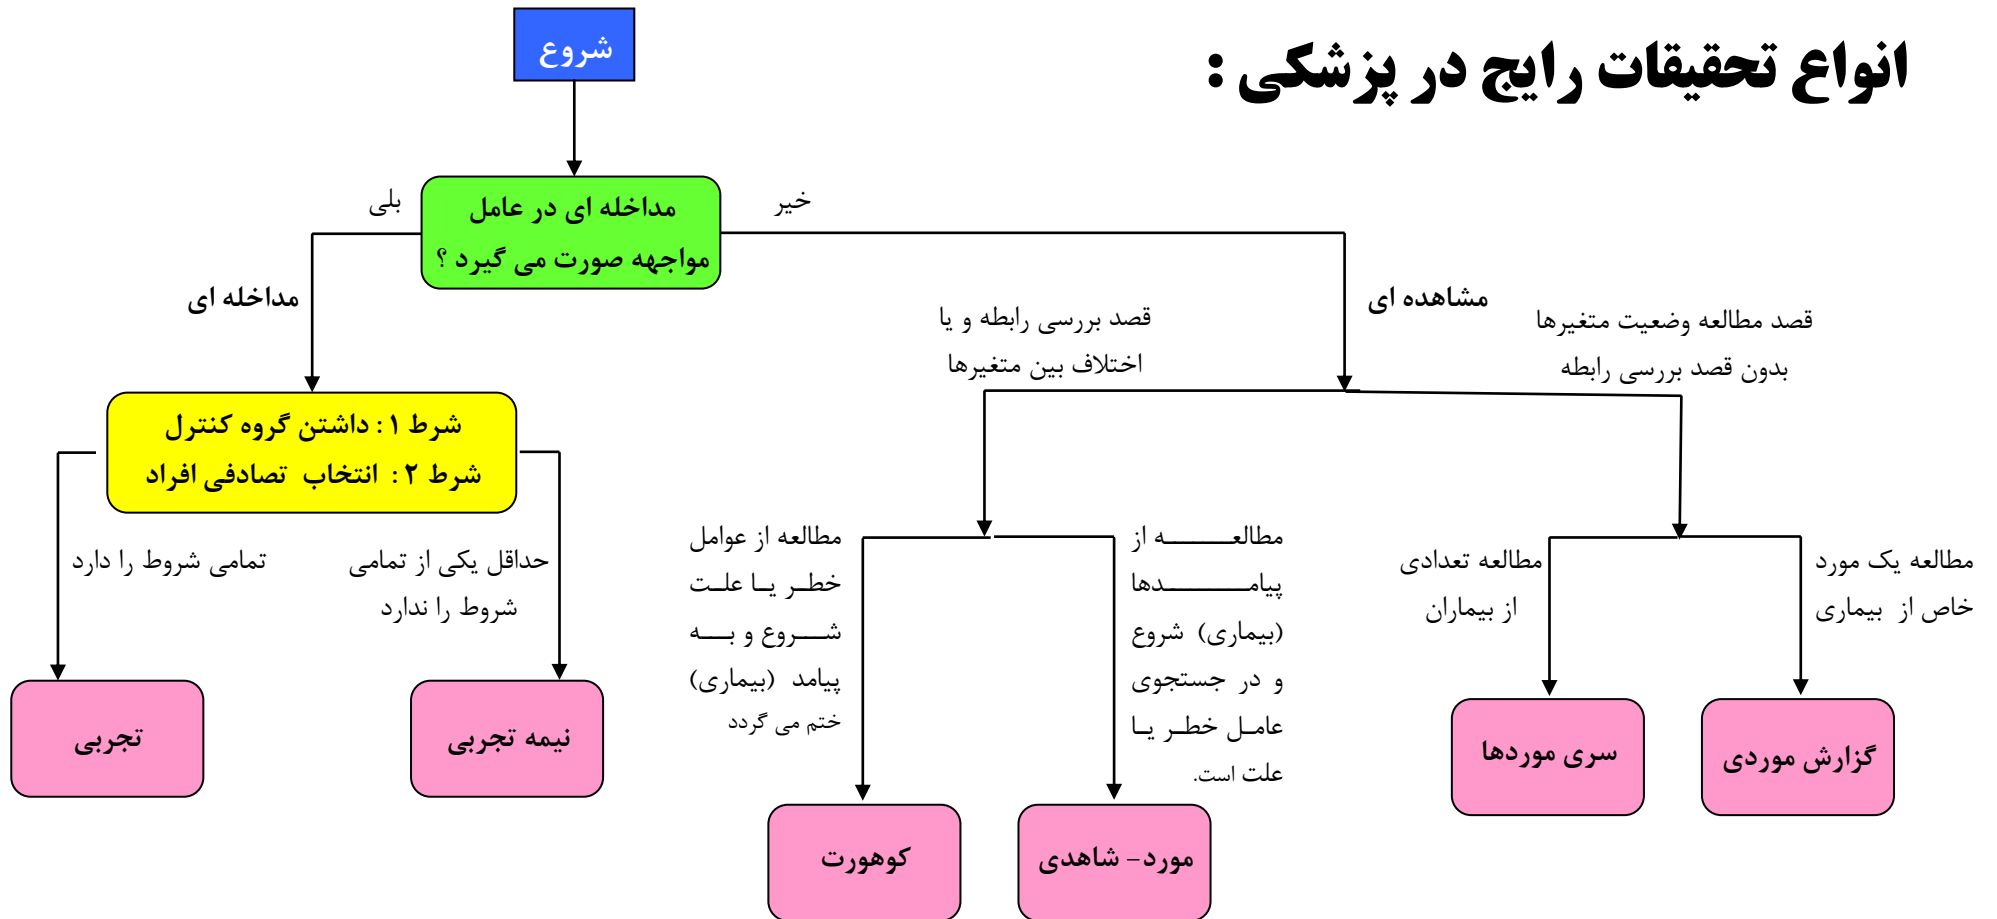 انواع تحقیقات رایج در پزشکی :
شروع
مداخله ای در عامل
مواجهه صورت می گیرد ؟
خیر
بلی
مشاهده ای
مداخله ای
قصد مطالعه وضعیت متغیرها
بدون قصد بررسی رابطه
قصد بررسی رابطه و یا
اختلاف بین متغیرها
شرط ۱ : داشتن گروه کنترل
شرط ۲ : انتخاب تصادفی افراد
مطالعه یک مورد
خاص از بیماری
مطالعه تعدادی
از بیماران
مطالعه از
پیامدها
(بیماری) شروع
و در جستجوی
عامل خطر یا
علت است.
مطالعه از عوامل
خطر یا علت
شروع و به
پیامد (بیماری)
ختم می گردد
حداقل یکی از تمامی
شروط را ندارد
تمامی شروط را دارد
گزارش موردی
سری موردها
مورد- شاهدی
کوهورت
نیمه تجربی
تجربی